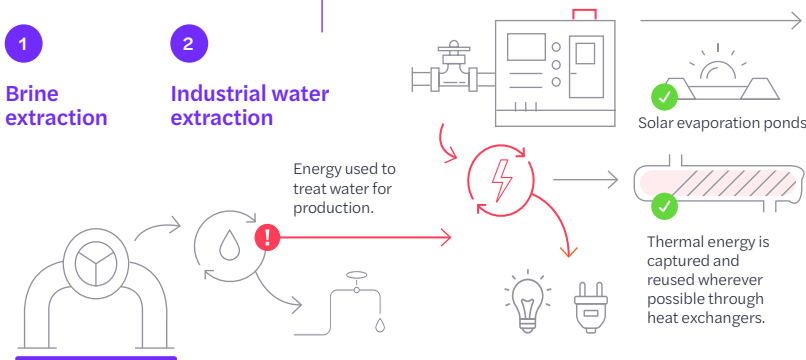 1
2
Brine
extraction
Industrial water
extraction
Solar evaporation ponds
Energy used to
treat water for
production.
!
Thermal energy is
captured and
reused wherever
possible through
heat exchangers.